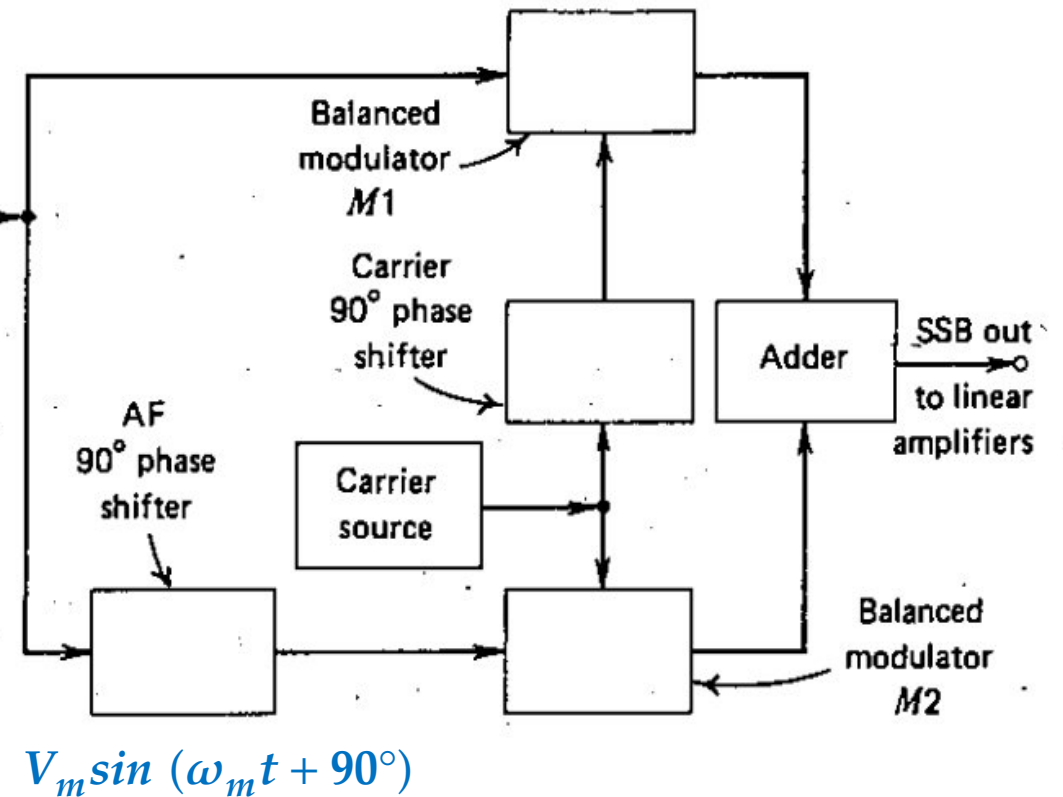 Balanced
modulator
M1
Carrier
90° phase
shifter
Adder
SSB out
to linear
amplifiers
AF
90° phase
shifter
Carrier
source
Balanced
modulator
M2
V_m sin (ω_m t + 90°)